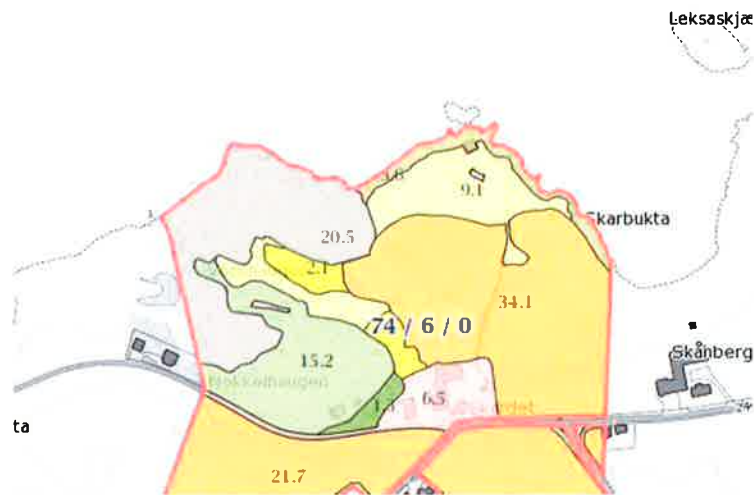 Leksaskjæ
9.1
Skarbukta
20.5
2.1
34.1
74 / 6 / 0
15.2
Skånberg
6.5
ta
21.7